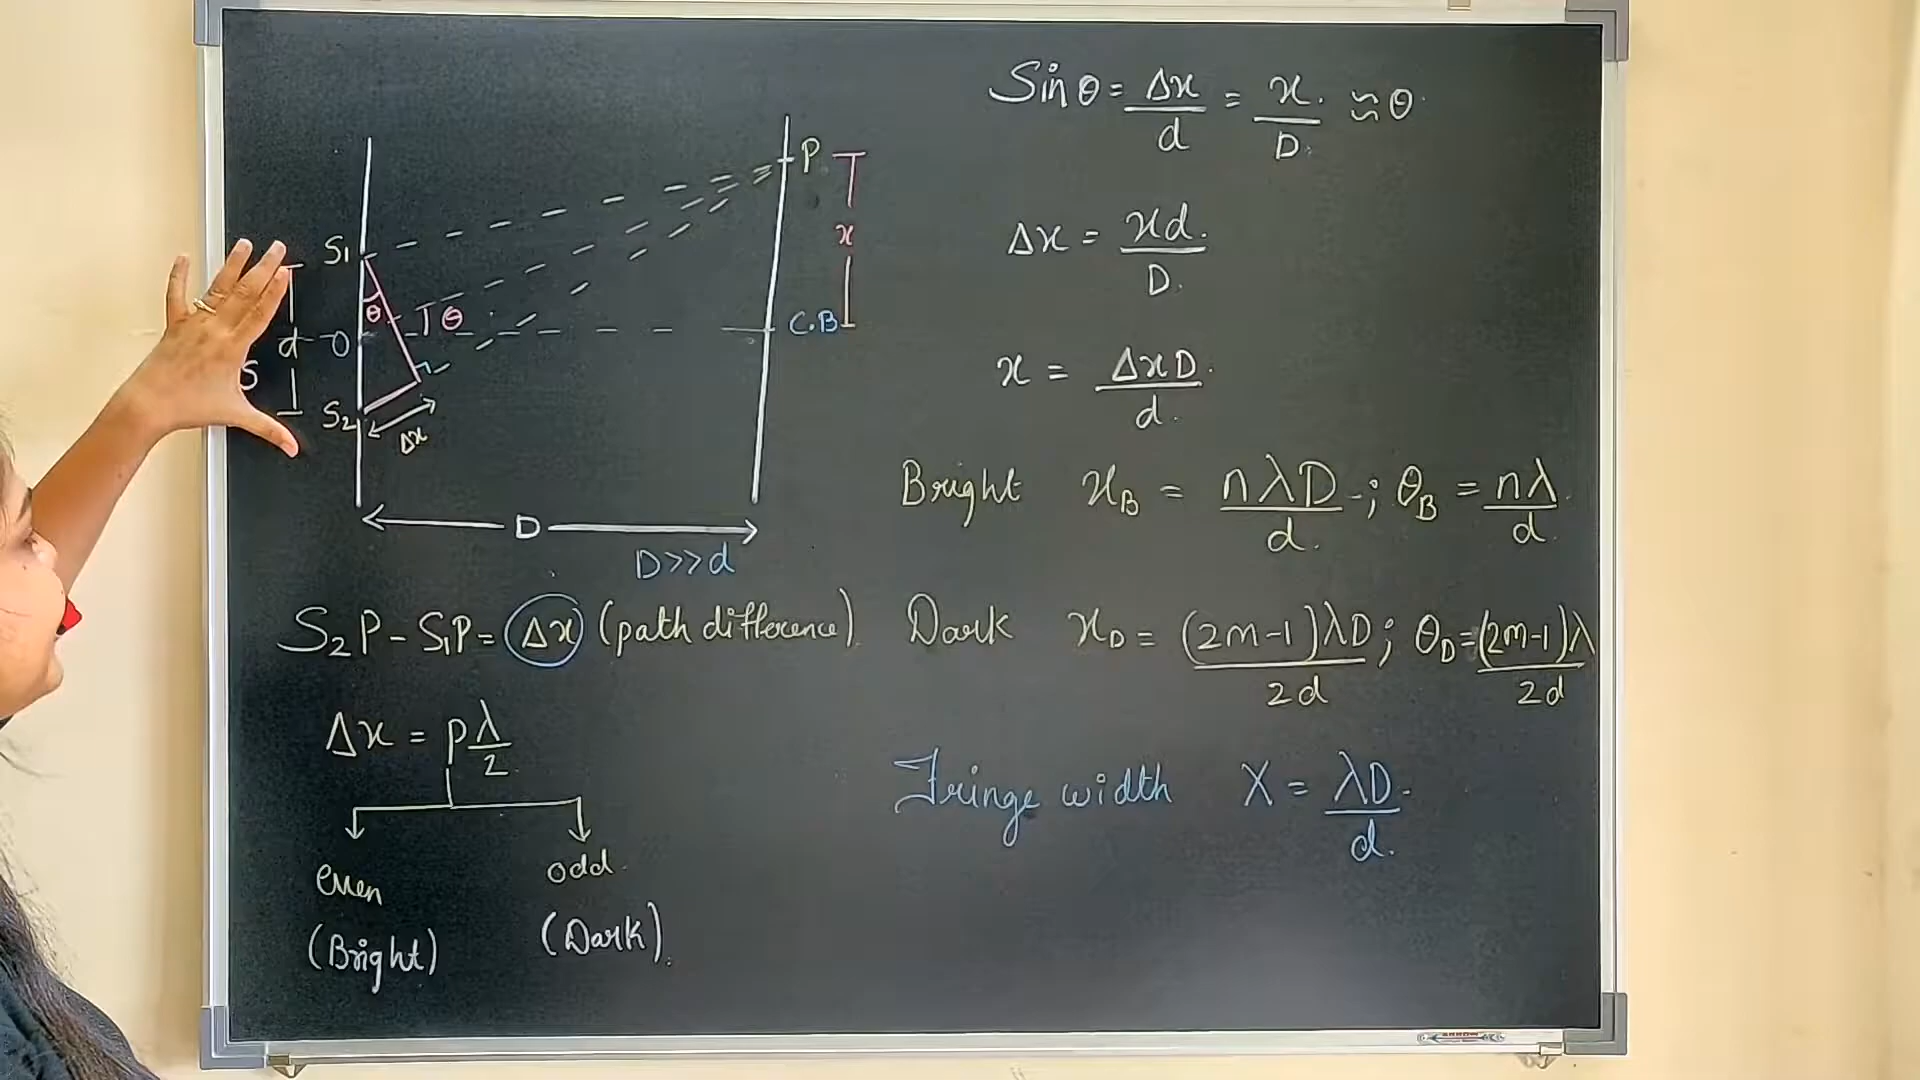 S₁
d
O
S
S₂
θ
θ
Δx
P
x
C.B
D
D>>d
S₂P - S₁P = Δx (path difference).
Δx = p λ/2
even
odd.
(Bright)
(Dark).
Sin θ = Δx/d = x/D ≈ θ
Δx = xd/D.
x = ΔxD/d.
Bright x_B = nλD/d ; θ_B = nλ/d
Dark x_D = (2m-1)λD/2d ; θ_D = (2m-1)λ/2d
Fringe width X = λD/d.